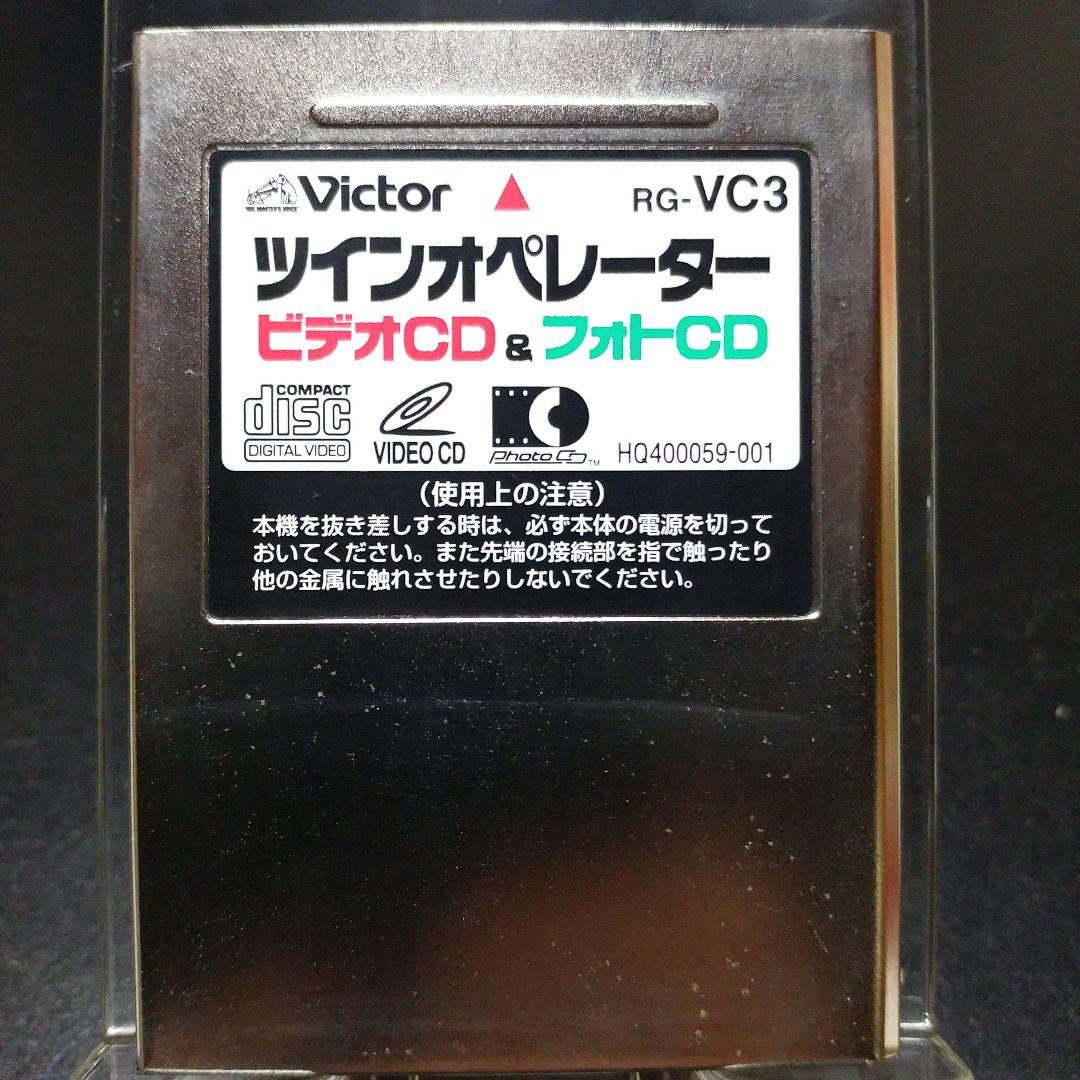 HIS MASTER'S VOICE
Victor RG-VC3
ツインオペレーター
ビデオCD & フォトCD
COMPACT
disc
DIGITAL VIDEO
VIDEO CD
Photo CD™
HQ400059-001
(使用上の注意)
本機を抜き差しする時は、必ず本体の電源を切って
おいてください。また先端の接続部を指で触ったり
他の金属に触れさせたりしないでください。